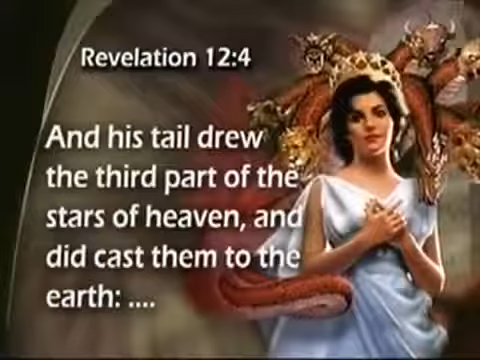 Revelation 12:4
And his tail drew
the third part of the
stars of heaven, and
did cast them to the
earth: ....